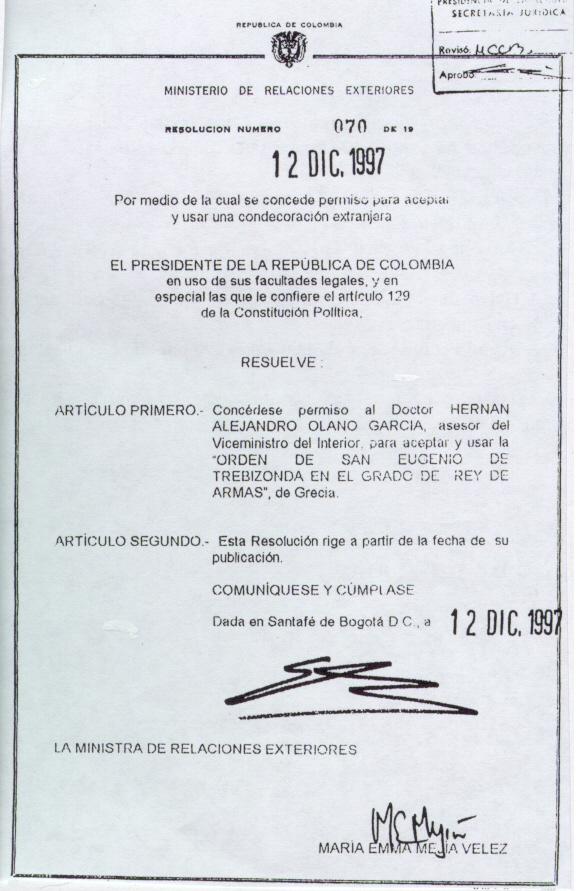 REPUBLICA DE COLOMBIA
SECRETARIA JURIDICA
Revisó MCCB.
Aprobó
MINISTERIO DE RELACIONES EXTERIORES
RESOLUCION NUMERO 070 DE 19
12 DIC. 1997
Por medio de la cual se concede permiso para aceptar
y usar una condecoración extranjera
EL PRESIDENTE DE LA REPÚBLICA DE COLOMBIA
en uso de sus facultades legales, y en
especial las que le confiere el artículo 129
de la Constitución Política,
RESUELVE :
ARTÍCULO PRIMERO.- Concédese permiso al Doctor HERNAN
ALEJANDRO OLANO GARCIA, asesor del
Viceministro del Interior, para aceptar y usar la
"ORDEN DE SAN EUGENIO DE
TREBIZONDA EN EL GRADO DE REY DE
ARMAS", de Grecia.
ARTÍCULO SEGUNDO.- Esta Resolución rige a partir de la fecha de su
publicación.
COMUNÍQUESE Y CÚMPLASE
Dada en Santafé de Bogotá D.C., a 12 DIC. 1997
LA MINISTRA DE RELACIONES EXTERIORES
MC Mejía
MARÍA EMMA MEJÍA VELEZ